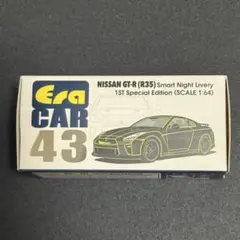 Era
CAR
43
NISSAN GT-R (R35) Smart Night Livery
1ST Special Edition (SCALE 1:64)